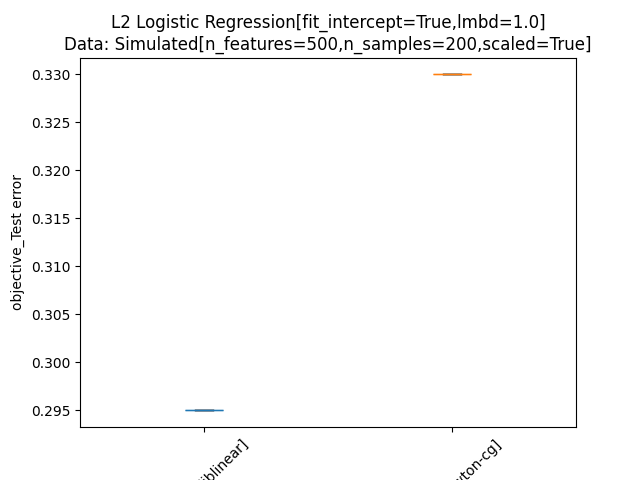 L2 Logistic Regression[fit_intercept=True,lmbd=1.0]
Data: Simulated[n_features=500,n_samples=200,scaled=True]
0.330
0.325
0.320
0.315
0.310
0.305
0.300
0.295
objective_Test error
iblinear]
ton-cg]